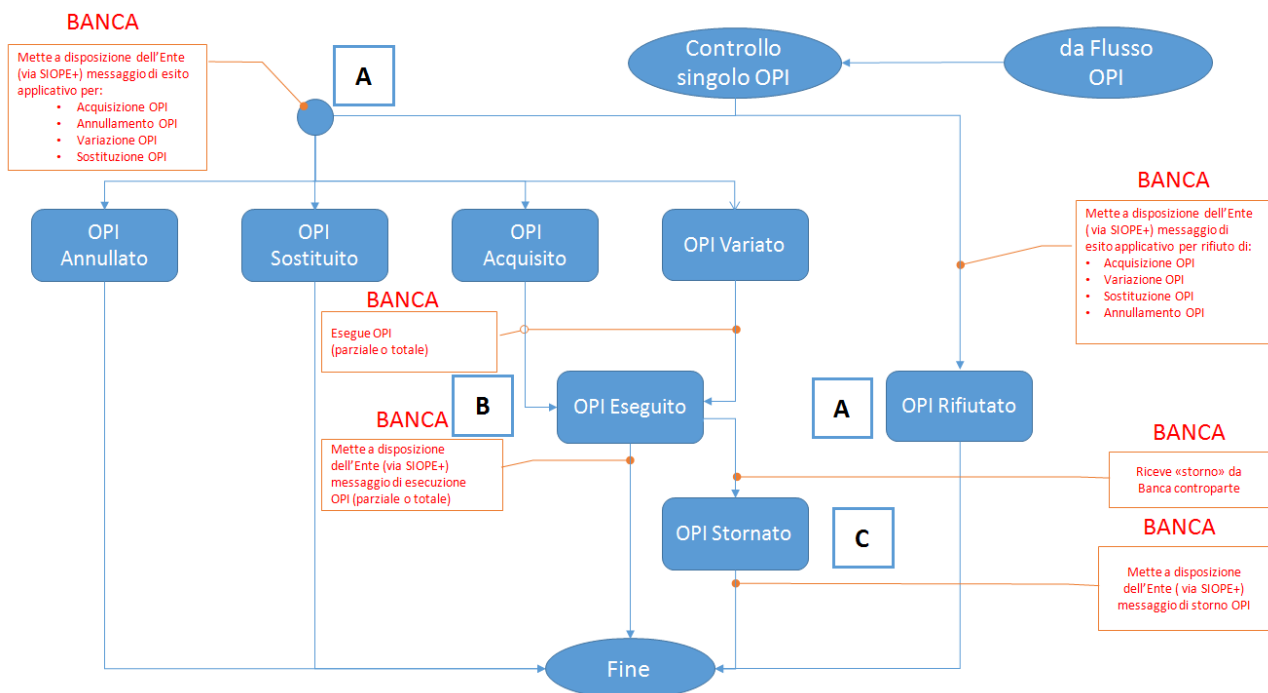 BANCA
Mette a disposizione dell'Ente
(via SIOPE+) messaggio di esito
applicativo per:
• Acquisizione OPI
• Annullamento OPI
• Variazione OPI
• Sostituzione OPI
A
Controllo
singolo OPI
da Flusso
OPI
BANCA
Mette a disposizione dell'Ente
( via SIOPE+) messaggio di
esito applicativo per rifiuto di:
• Acquisizione OPI
• Variazione OPI
• Sostituzione OPI
• Annullamento OPI
OPI
Annullato
OPI
Sostituito
OPI
Acquisito
OPI Variato
BANCA
Esegue OPI
(parziale o totale)
B
OPI Eseguito
A
OPI Rifiutato
BANCA
Mette a disposizione
dell'Ente (via SIOPE+)
messaggio di esecuzione
OPI (parziale o totale)
BANCA
Riceve «storno» da
Banca controparte
OPI Stornato
C
BANCA
Mette a disposizione
dell'Ente ( via SIOPE+)
messaggio di storno OPI
Fine